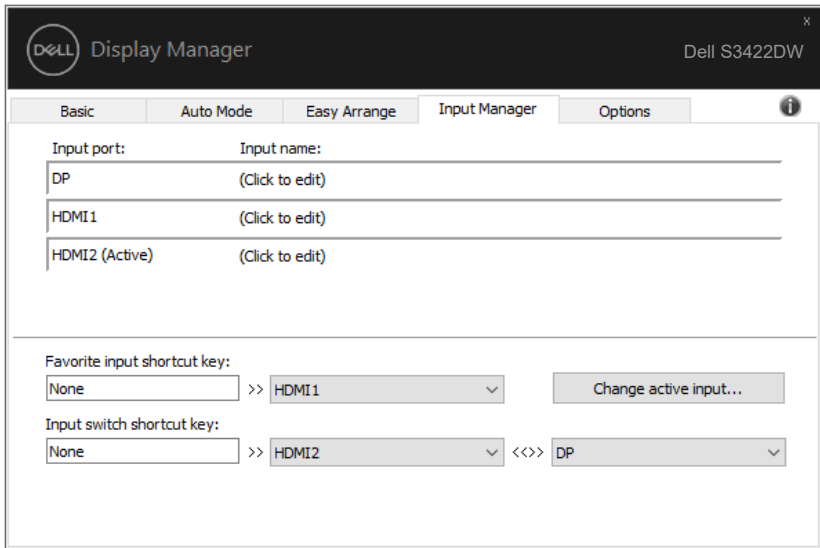 x
DELL Display Manager Dell S3422DW
Basic Auto Mode Easy Arrange Input Manager Options i
Input port: Input name:
DP (Click to edit)
HDMI1 (Click to edit)
HDMI2 (Active) (Click to edit)
Favorite input shortcut key:
None >> HDMI1 Change active input...
Input switch shortcut key:
None >> HDMI2 <<>> DP